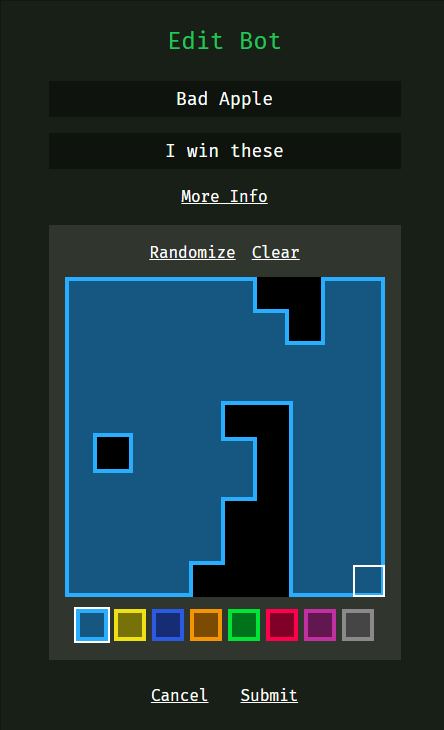 Edit Bot
Bad Apple
I win these
More Info
Randomize Clear
Cancel Submit